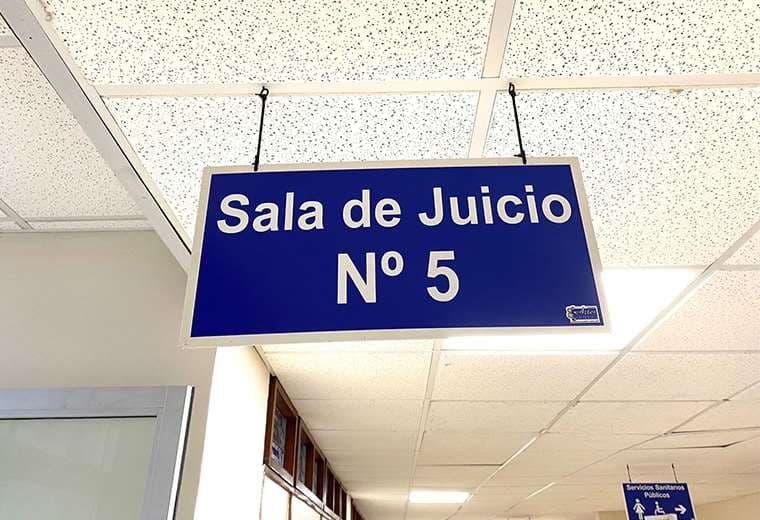 Sala de Juicio
Nº 5
Servicios Sanitarios
Públicos